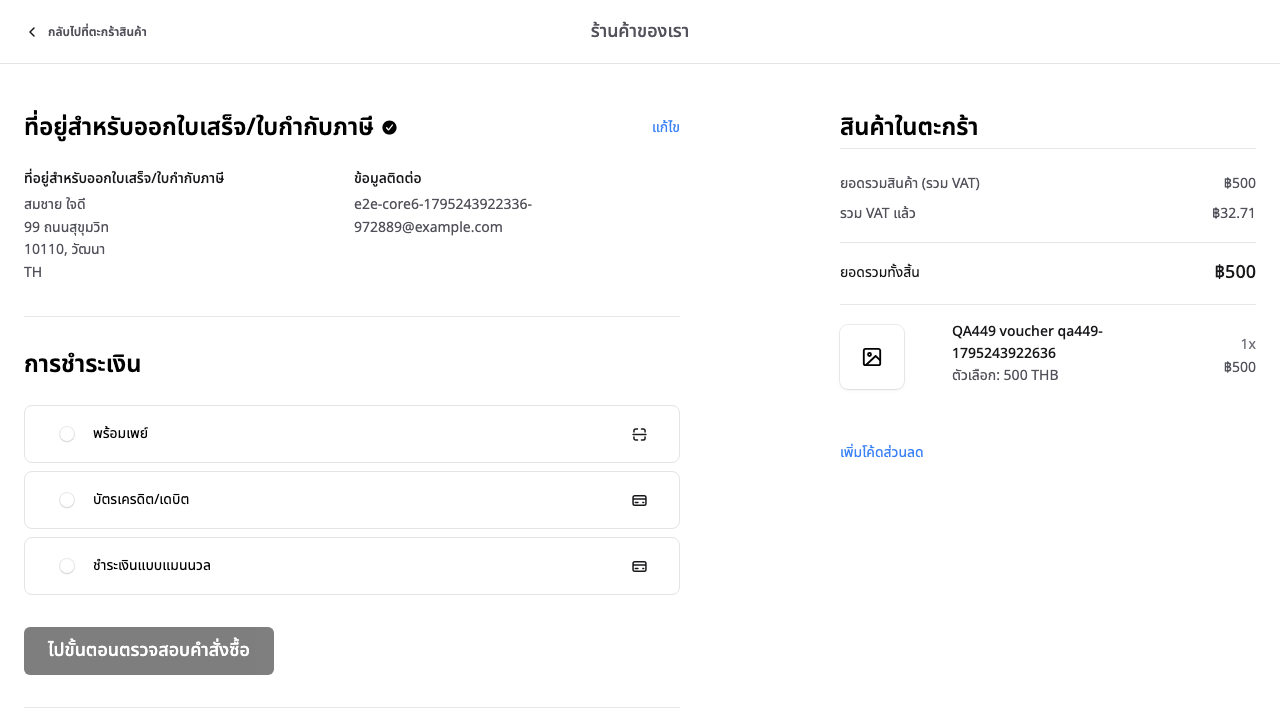 กลับไปที่ตะกร้าสินค้า
ร้านค้าของเรา
ที่อยู่สำหรับออกใบเสร็จ/ใบกำกับภาษี
แก้ไข
ที่อยู่สำหรับออกใบเสร็จ/ใบกำกับภาษี
สมชาย ใจดี
99 ถนนสุขุมวิท
10110, วัฒนา
TH
ข้อมูลติดต่อ
e2e-core6-1795243922336-
972889@example.com
การชำระเงิน
พร้อมเพย์
บัตรเครดิต/เดบิต
ชำระเงินแบบแมนนวล
ไปขั้นตอนตรวจสอบคำสั่งซื้อ
สินค้าในตะกร้า
ยอดรวมสินค้า (รวม VAT) ฿500
รวม VAT แล้ว ฿32.71
ยอดรวมทั้งสิ้น ฿500
QA449 voucher qa449-
1795243922636
ตัวเลือก: 500 THB
1x
฿500
เพิ่มโค้ดส่วนลด